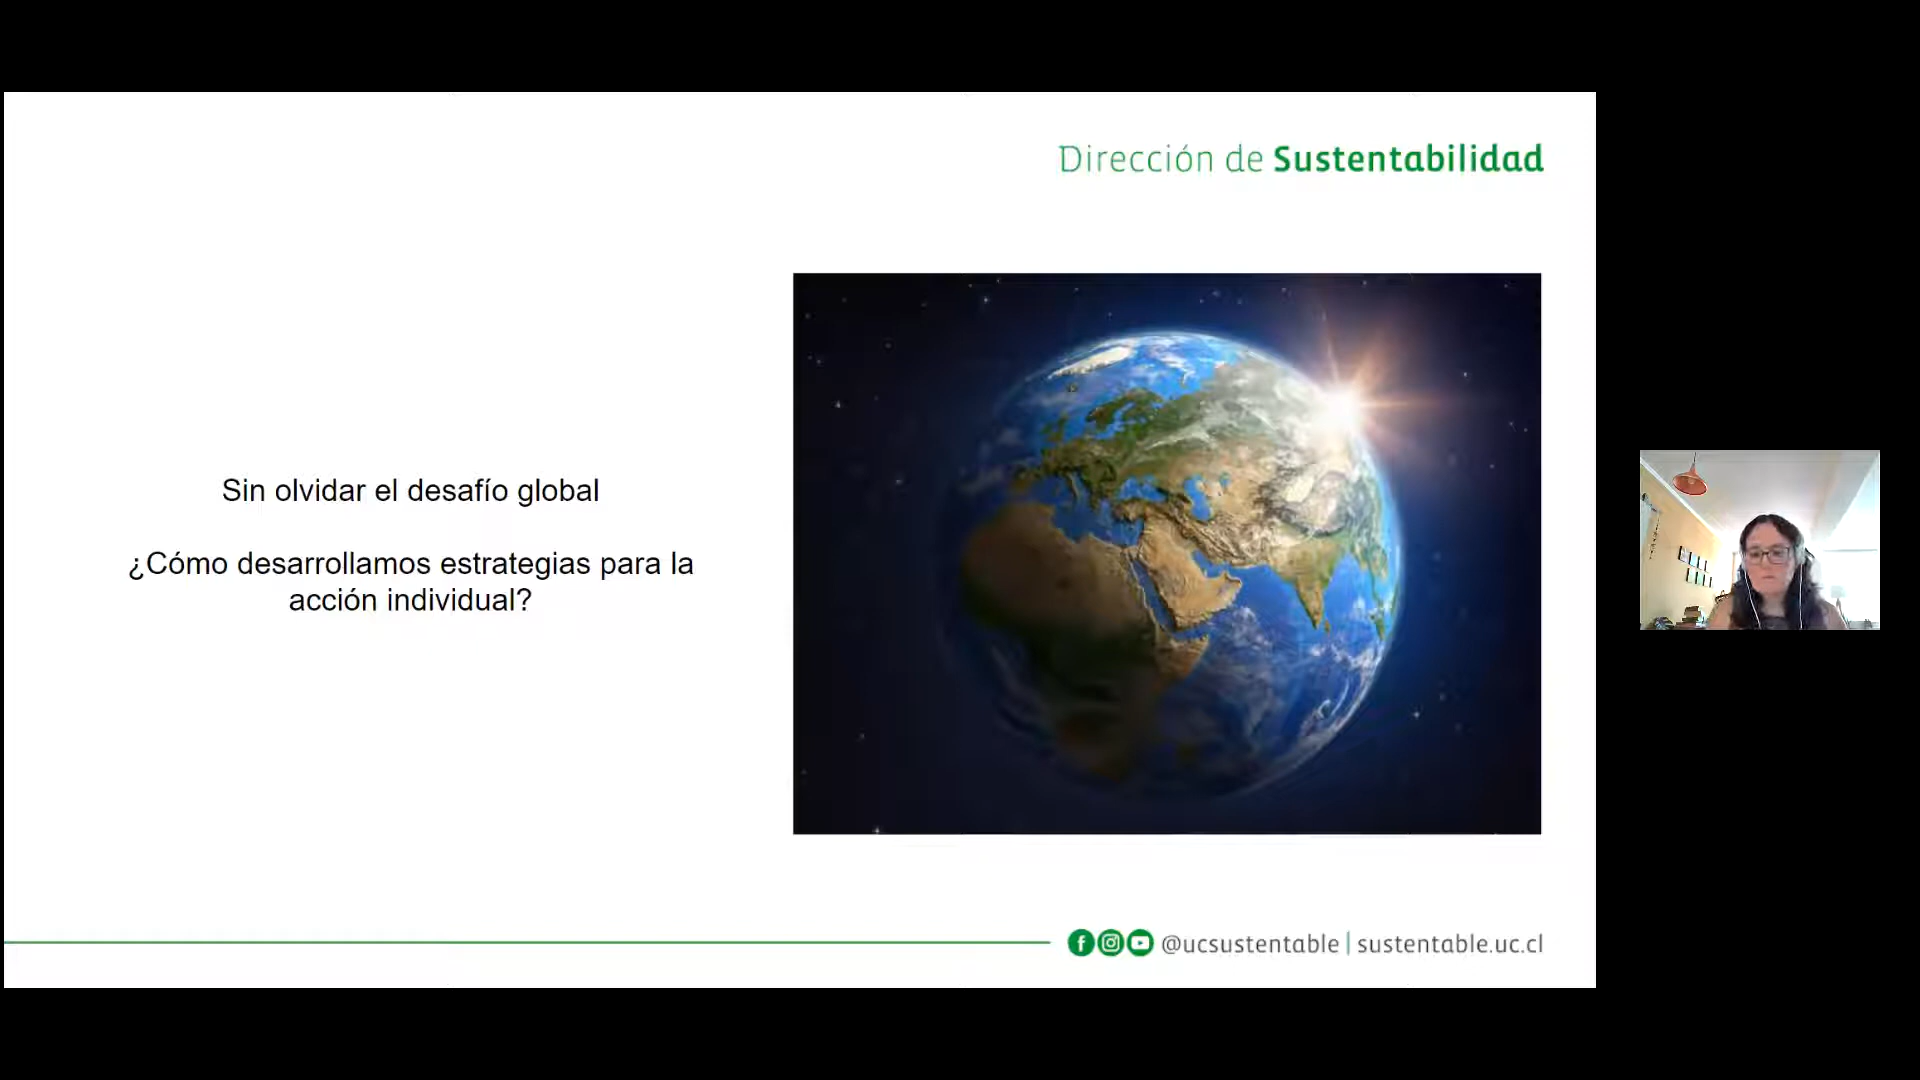 Dirección de Sustentabilidad
Sin olvidar el desafío global
¿Cómo desarrollamos estrategias para la
acción individual?
@ucsustentable | sustentable.uc.cl